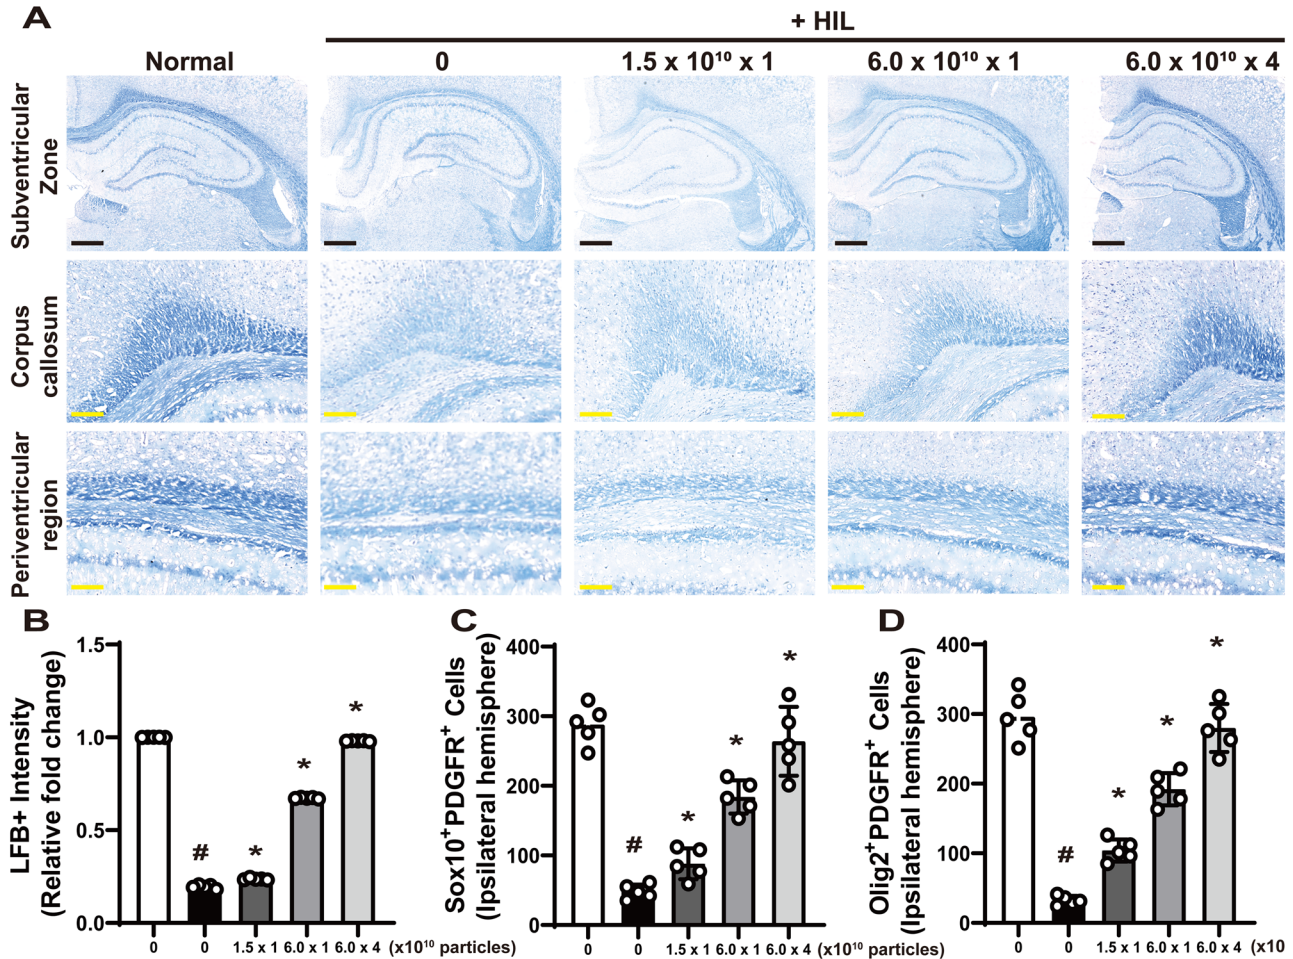 A
+ HIL
Normal
0
1.5 x 10¹⁰ x 1
6.0 x 10¹⁰ x 1
6.0 x 10¹⁰ x 4
Subventricular
Zone
Corpus
callosum
Periventricular
region
B
LFB+ Intensity
(Relative fold change)
1.5
1.0
0.5
0.0
#
*
*
*
0
0
1.5 x 1
6.0 x 1
6.0 x 4
(x10¹⁰ particles)
C
Sox10⁺PDGFR⁺ Cells
(Ipsilateral hemisphere)
400
300
200
100
0
#
*
*
*
0
0
1.5 x 1
6.0 x 1
6.0 x 4
(x10¹⁰ particles)
D
Olig2⁺PDGFR⁺ Cells
(Ipsilateral hemisphere)
400
300
200
100
0
#
*
*
*
0
0
1.5 x 1
6.0 x 1
6.0 x 4
(x10